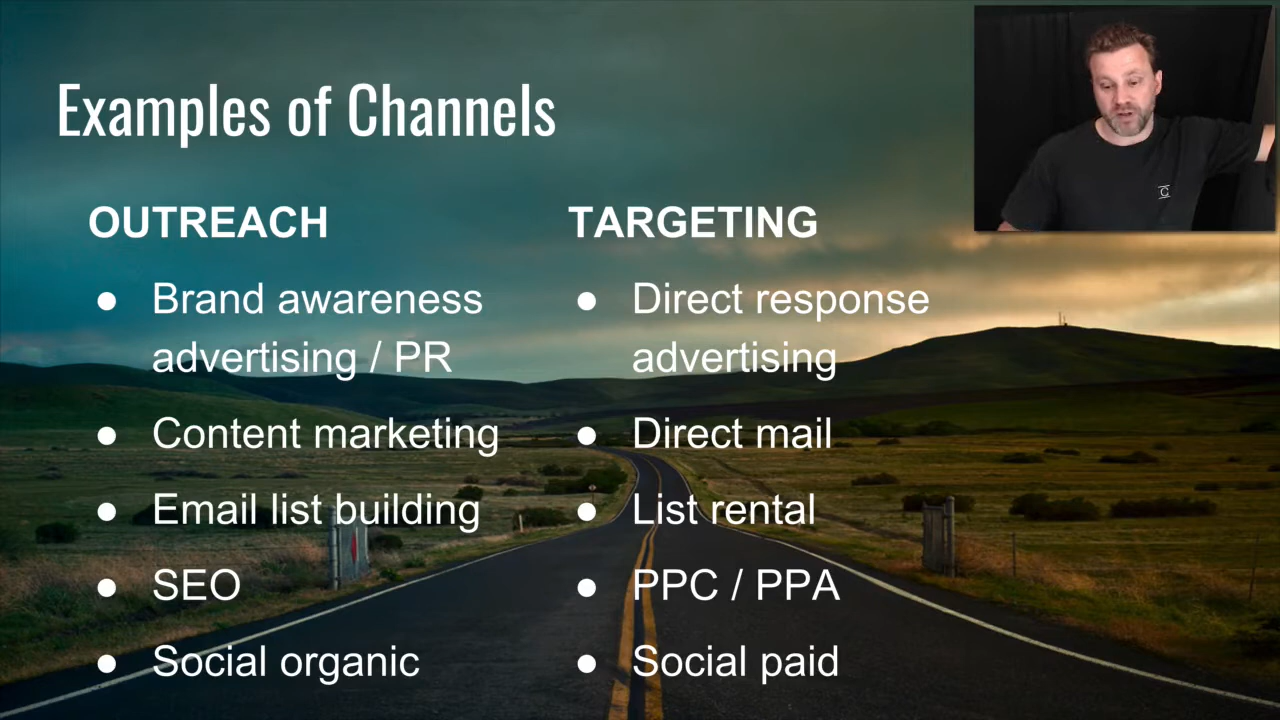 Examples of Channels
OUTREACH
● Brand awareness
advertising / PR
● Content marketing
● Email list building
● SEO
● Social organic
TARGETING
● Direct response
advertising
● Direct mail
● List rental
● PPC / PPA
● Social paid